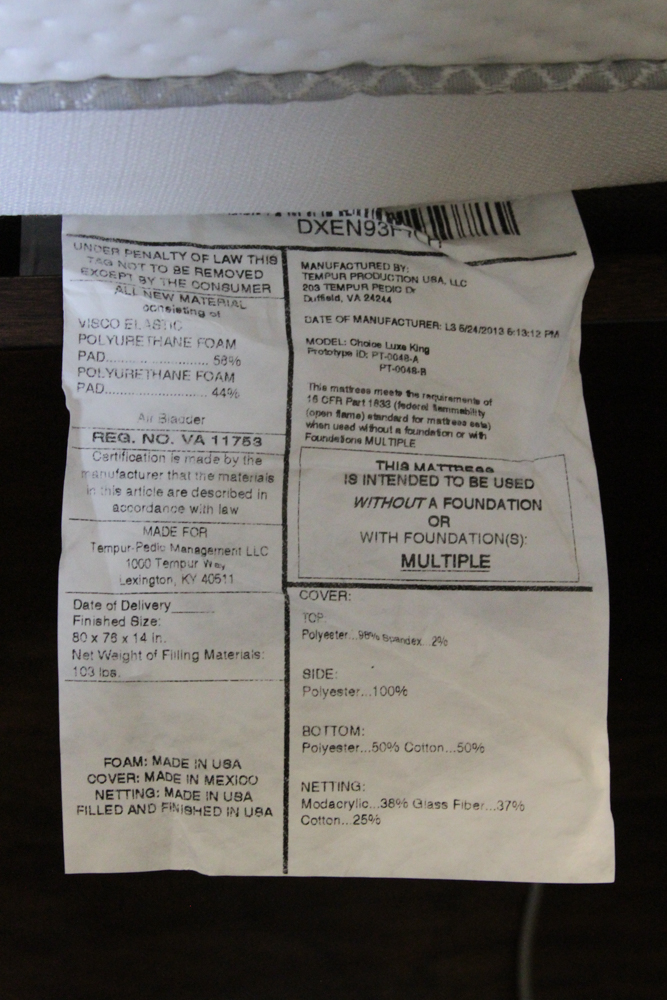 UNDER PENALTY OF LAW THIS
TAG NOT TO BE REMOVED
EXCEPT BY THE CONSUMER
ALL NEW MATERIAL
consisting of
VISCO ELASTIC
POLYURETHANE FOAM
PAD..................... 56%
POLYURETHANE FOAM
PAD..................... 44%
Air Bladder
REG. NO. VA 11753
Certification is made by the
manufacturer that the materials
in this article are described in
accordance with law
MADE FOR
Tempur-Pedic Management LLC
1000 Tempur Way
Lexington, KY 40511
Date of Delivery______
Finished Size:
80 x 76 x 14 in.
Net Weight of Filling Materials:
103 lbs.
FOAM: MADE IN USA
COVER: MADE IN MEXICO
NETTING: MADE IN USA
FILLED AND FINISHED IN USA
MANUFACTURED BY:
TEMPUR PRODUCTION USA, LLC
203 TEMPUR PEDIC Dr
Duffield, VA 24244
DATE OF MANUFACTURER: L3 5/24/2013 5:13:12 PM
MODEL: Choice Luxe King
Prototype ID: PT-0048-A
PT-0048-B
This mattress meets the requirements of
16 CFR Part 1633 (federal flammability
(open flame) standard for mattress sets)
when used without a foundation or with
Foundations MULTIPLE
THIS MATTRESS
IS INTENDED TO BE USED
WITHOUT A FOUNDATION
OR
WITH FOUNDATION(S):
MULTIPLE
COVER:
TOP:
Polyester...98% Spandex...2%
SIDE:
Polyester...100%
BOTTOM:
Polyester...50% Cotton...50%
NETTING:
Modacrylic...38% Glass Fiber...37%
Cotton...25%